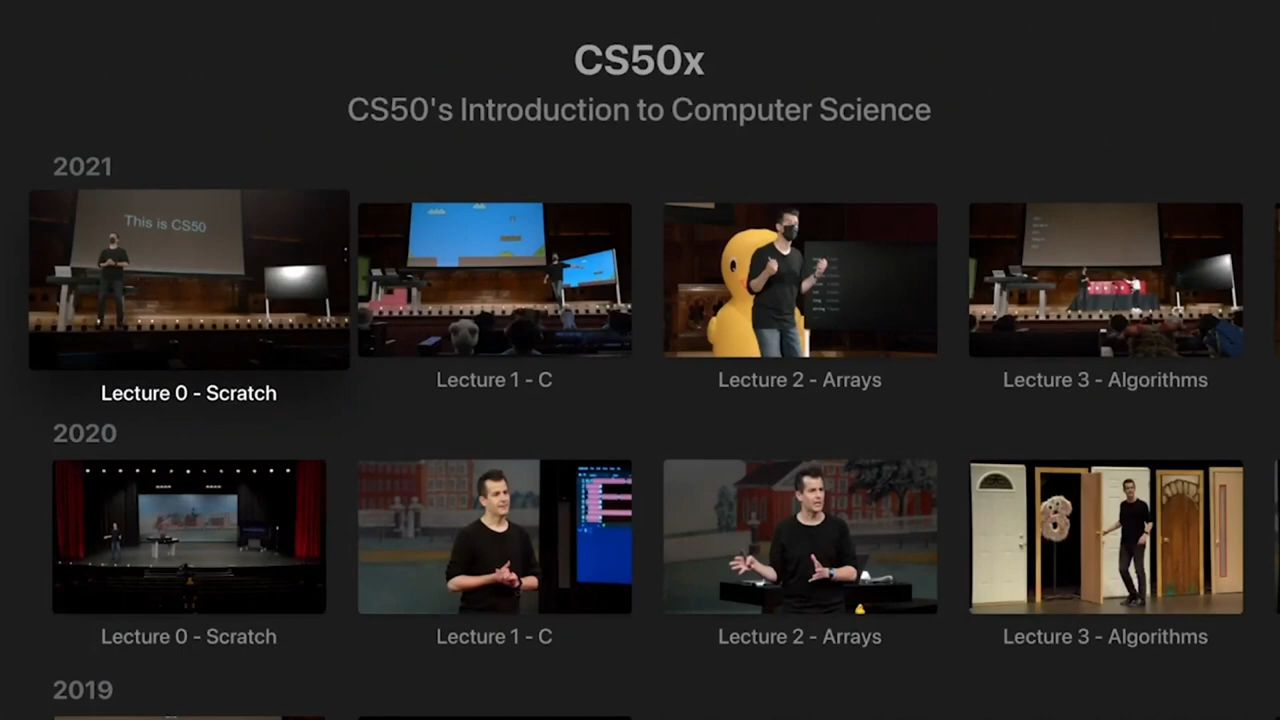 CS50x
CS50's Introduction to Computer Science
2021
This is CS50
Lecture 0 - Scratch
Lecture 1 - C
Lecture 2 - Arrays
Lecture 3 - Algorithms
2020
Lecture 0 - Scratch
Lecture 1 - C
Lecture 2 - Arrays
Lecture 3 - Algorithms
2019